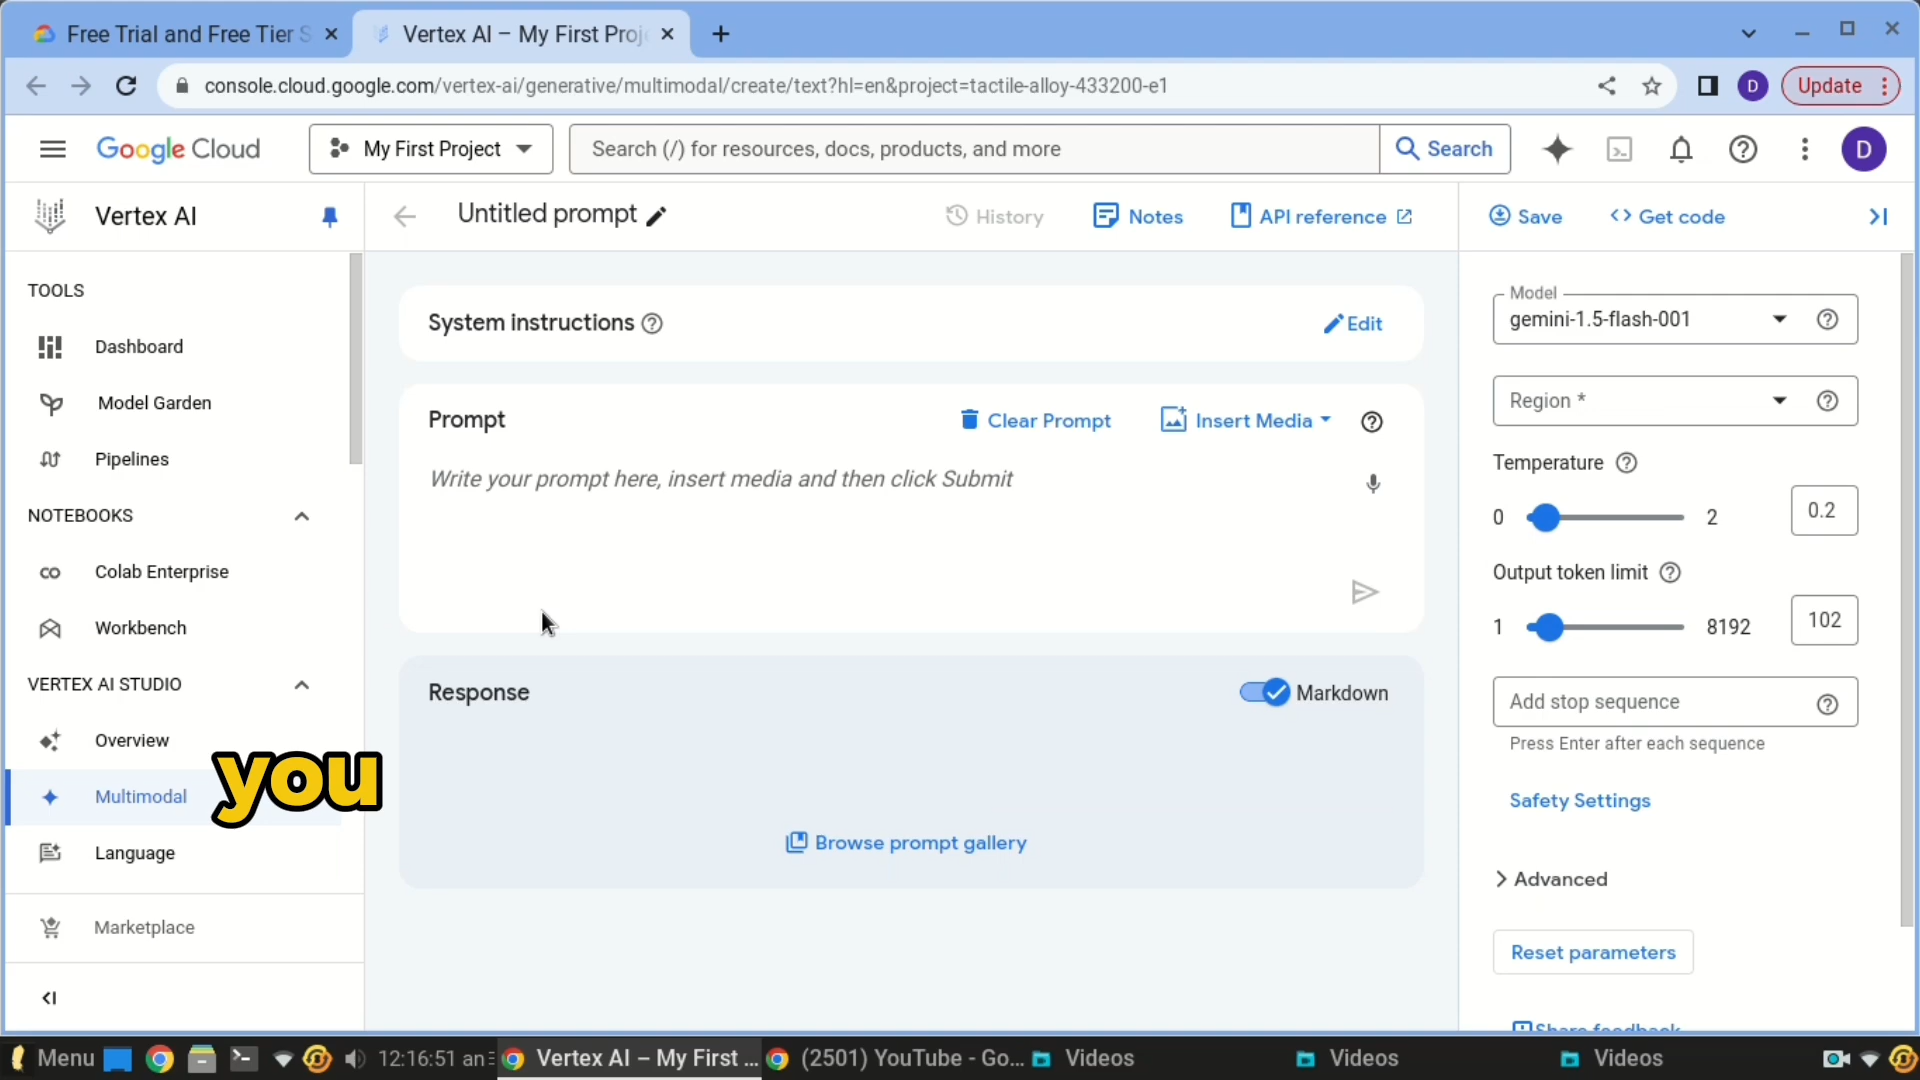 Free Trial and Free Tier S
Vertex AI – My First Proj
console.cloud.google.com/vertex-ai/generative/multimodal/create/text?hl=en&project=tactile-alloy-433200-e1
D
Update
Google Cloud
My First Project
Search (/) for resources, docs, products, and more
Search
D
Vertex AI
Untitled prompt
History
Notes
API reference
Save
Get code
TOOLS
Dashboard
Model Garden
Pipelines
NOTEBOOKS
Colab Enterprise
Workbench
VERTEX AI STUDIO
Overview
Multimodal
Language
Marketplace
you
System instructions
Edit
Prompt
Clear Prompt
Insert Media
Write your prompt here, insert media and then click Submit
Response
Markdown
Browse prompt gallery
Model
gemini-1.5-flash-001
Region *
Temperature
0
2
0.2
Output token limit
1
8192
102
Add stop sequence
Press Enter after each sequence
Safety Settings
Advanced
Reset parameters
Share feedback
Menu
12:16:51 an
Vertex AI – My First ...
(2501) YouTube - Go...
Videos
Videos
Videos